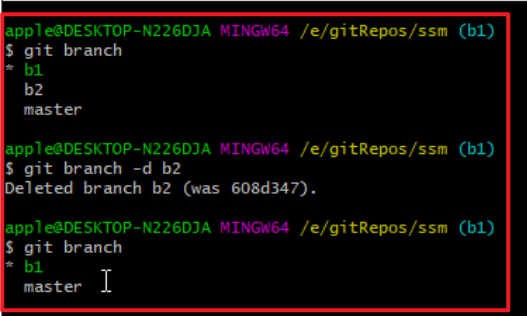 apple@DESKTOP-N226DJA MINGW64 /e/gitRepos/ssm (b1)
$ git branch
* b1
  b2
  master
apple@DESKTOP-N226DJA MINGW64 /e/gitRepos/ssm (b1)
$ git branch -d b2
Deleted branch b2 (was 608d347).
apple@DESKTOP-N226DJA MINGW64 /e/gitRepos/ssm (b1)
$ git branch
* b1
  master